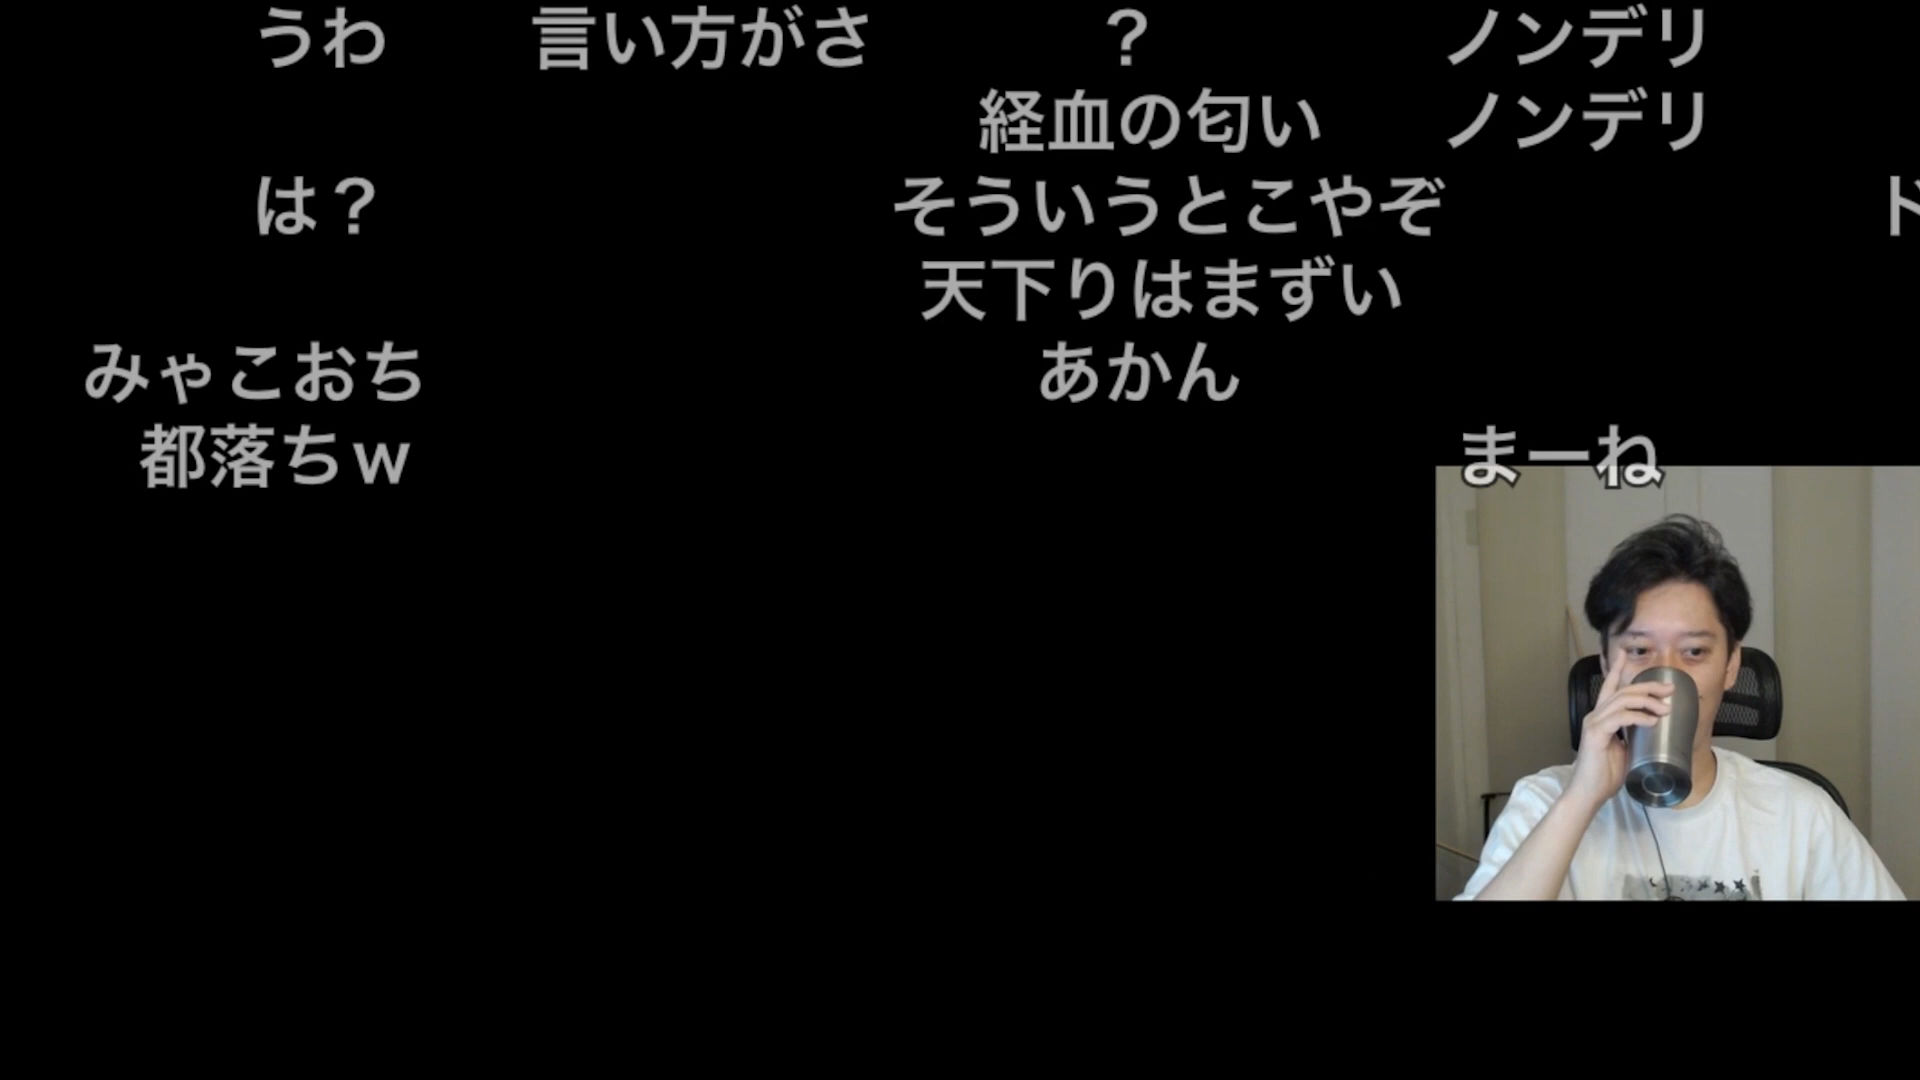 うわ 言い方がさ ？ ノンデリ
経血の匂い ノンデリ
は？ そういうとこやぞ ド
天下りはまずい
みゃこおち あかん
都落ちｗ まーね